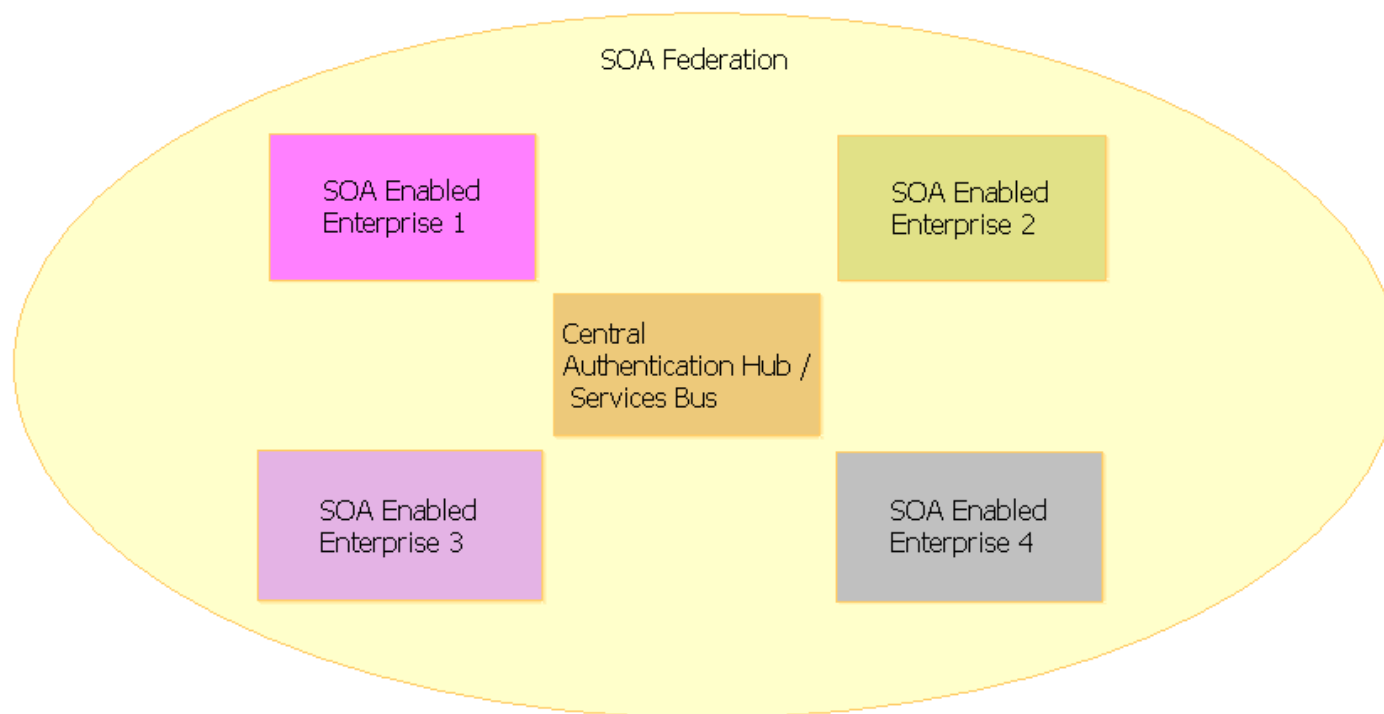 SOA Federation
SOA Enabled
Enterprise 1
SOA Enabled
Enterprise 2
Central
Authentication Hub /
Services Bus
SOA Enabled
Enterprise 3
SOA Enabled
Enterprise 4